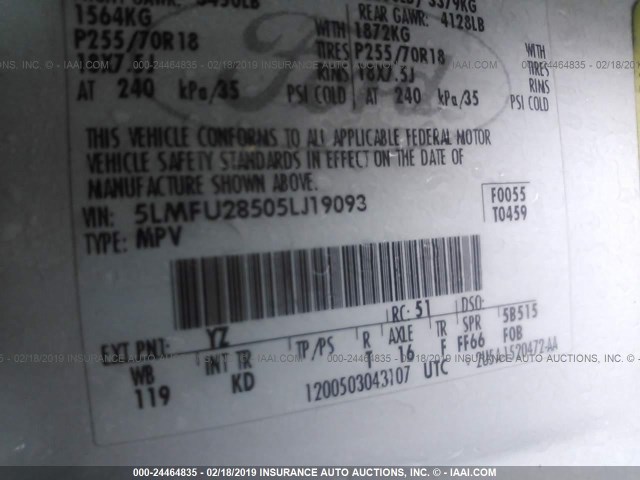 000-24464835 - 02/18/2019 INSURANCE AUTO AUCTIONS, INC. - © IAAI.COM
1564KG
P255/70R18
18X7.5J
AT 240 kPa/35
WITH
TIRES
RIMS
PSI COLD
3379KG
REAR GAWR: 4128LB
1872KG
P255/70R18
18X7.5J
AT 240 kPa/35
WITH
TIRES
RIMS
PSI COLD
Ford
THIS VEHICLE CONFORMS TO ALL APPLICABLE FEDERAL MOTOR
VEHICLE SAFETY STANDARDS IN EFFECT ON THE DATE OF
MANUFACTURE SHOWN ABOVE.
VIN: 5LMFU28505LJ19093
TYPE: MPV
F0055
T0459
RC: 51 DSO:
EXT PNT: YZ
WB INT TR TP/PS R AXLE TR SPR 5B515
119 KD 1 16 F FF66 FOB
1200503043107 UTC
000-24464835 - 02/18/2019 INSURANCE AUTO AUCTIONS, INC. - © IAAI.COM